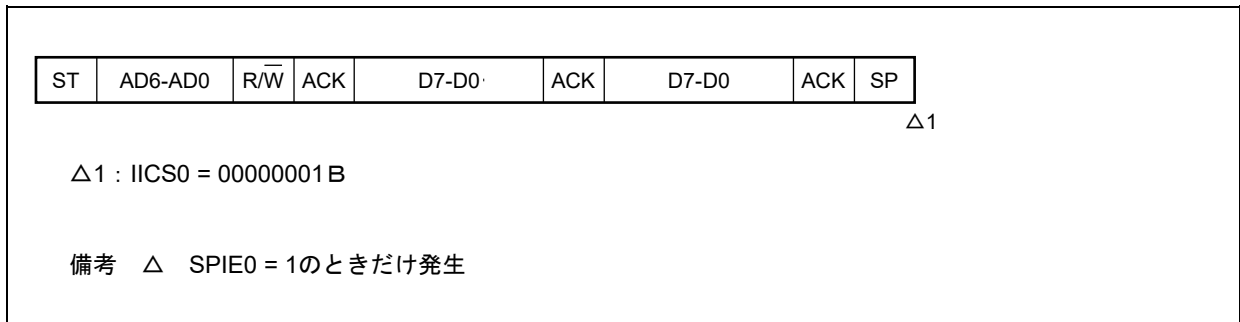 ST AD6-AD0 R/W̅ ACK D7-D0 ACK D7-D0 ACK SP
△1
△1：IICS0 = 00000001B
備考　△　SPIE0 = 1のときだけ発生